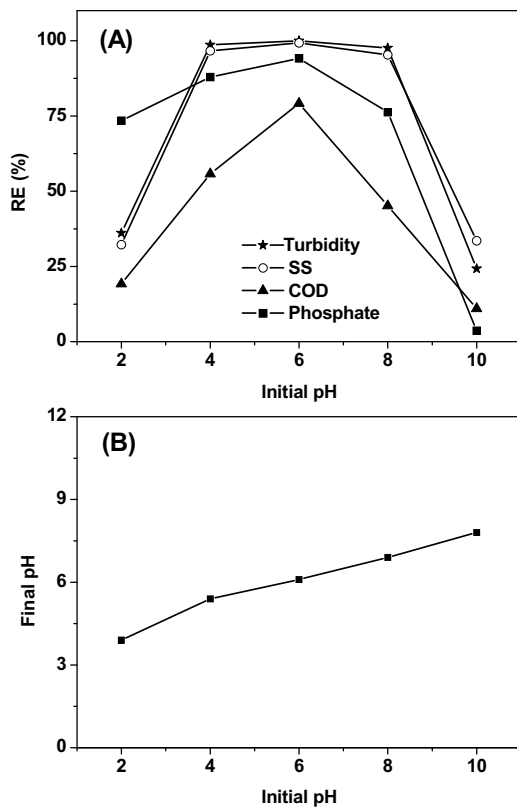 (A)
100
75
50
25
0
RE (%)
Turbidity
SS
COD
Phosphate
2 4 6 8 10
Initial pH
(B)
12
9
6
3
0
Final pH
2 4 6 8 10
Initial pH